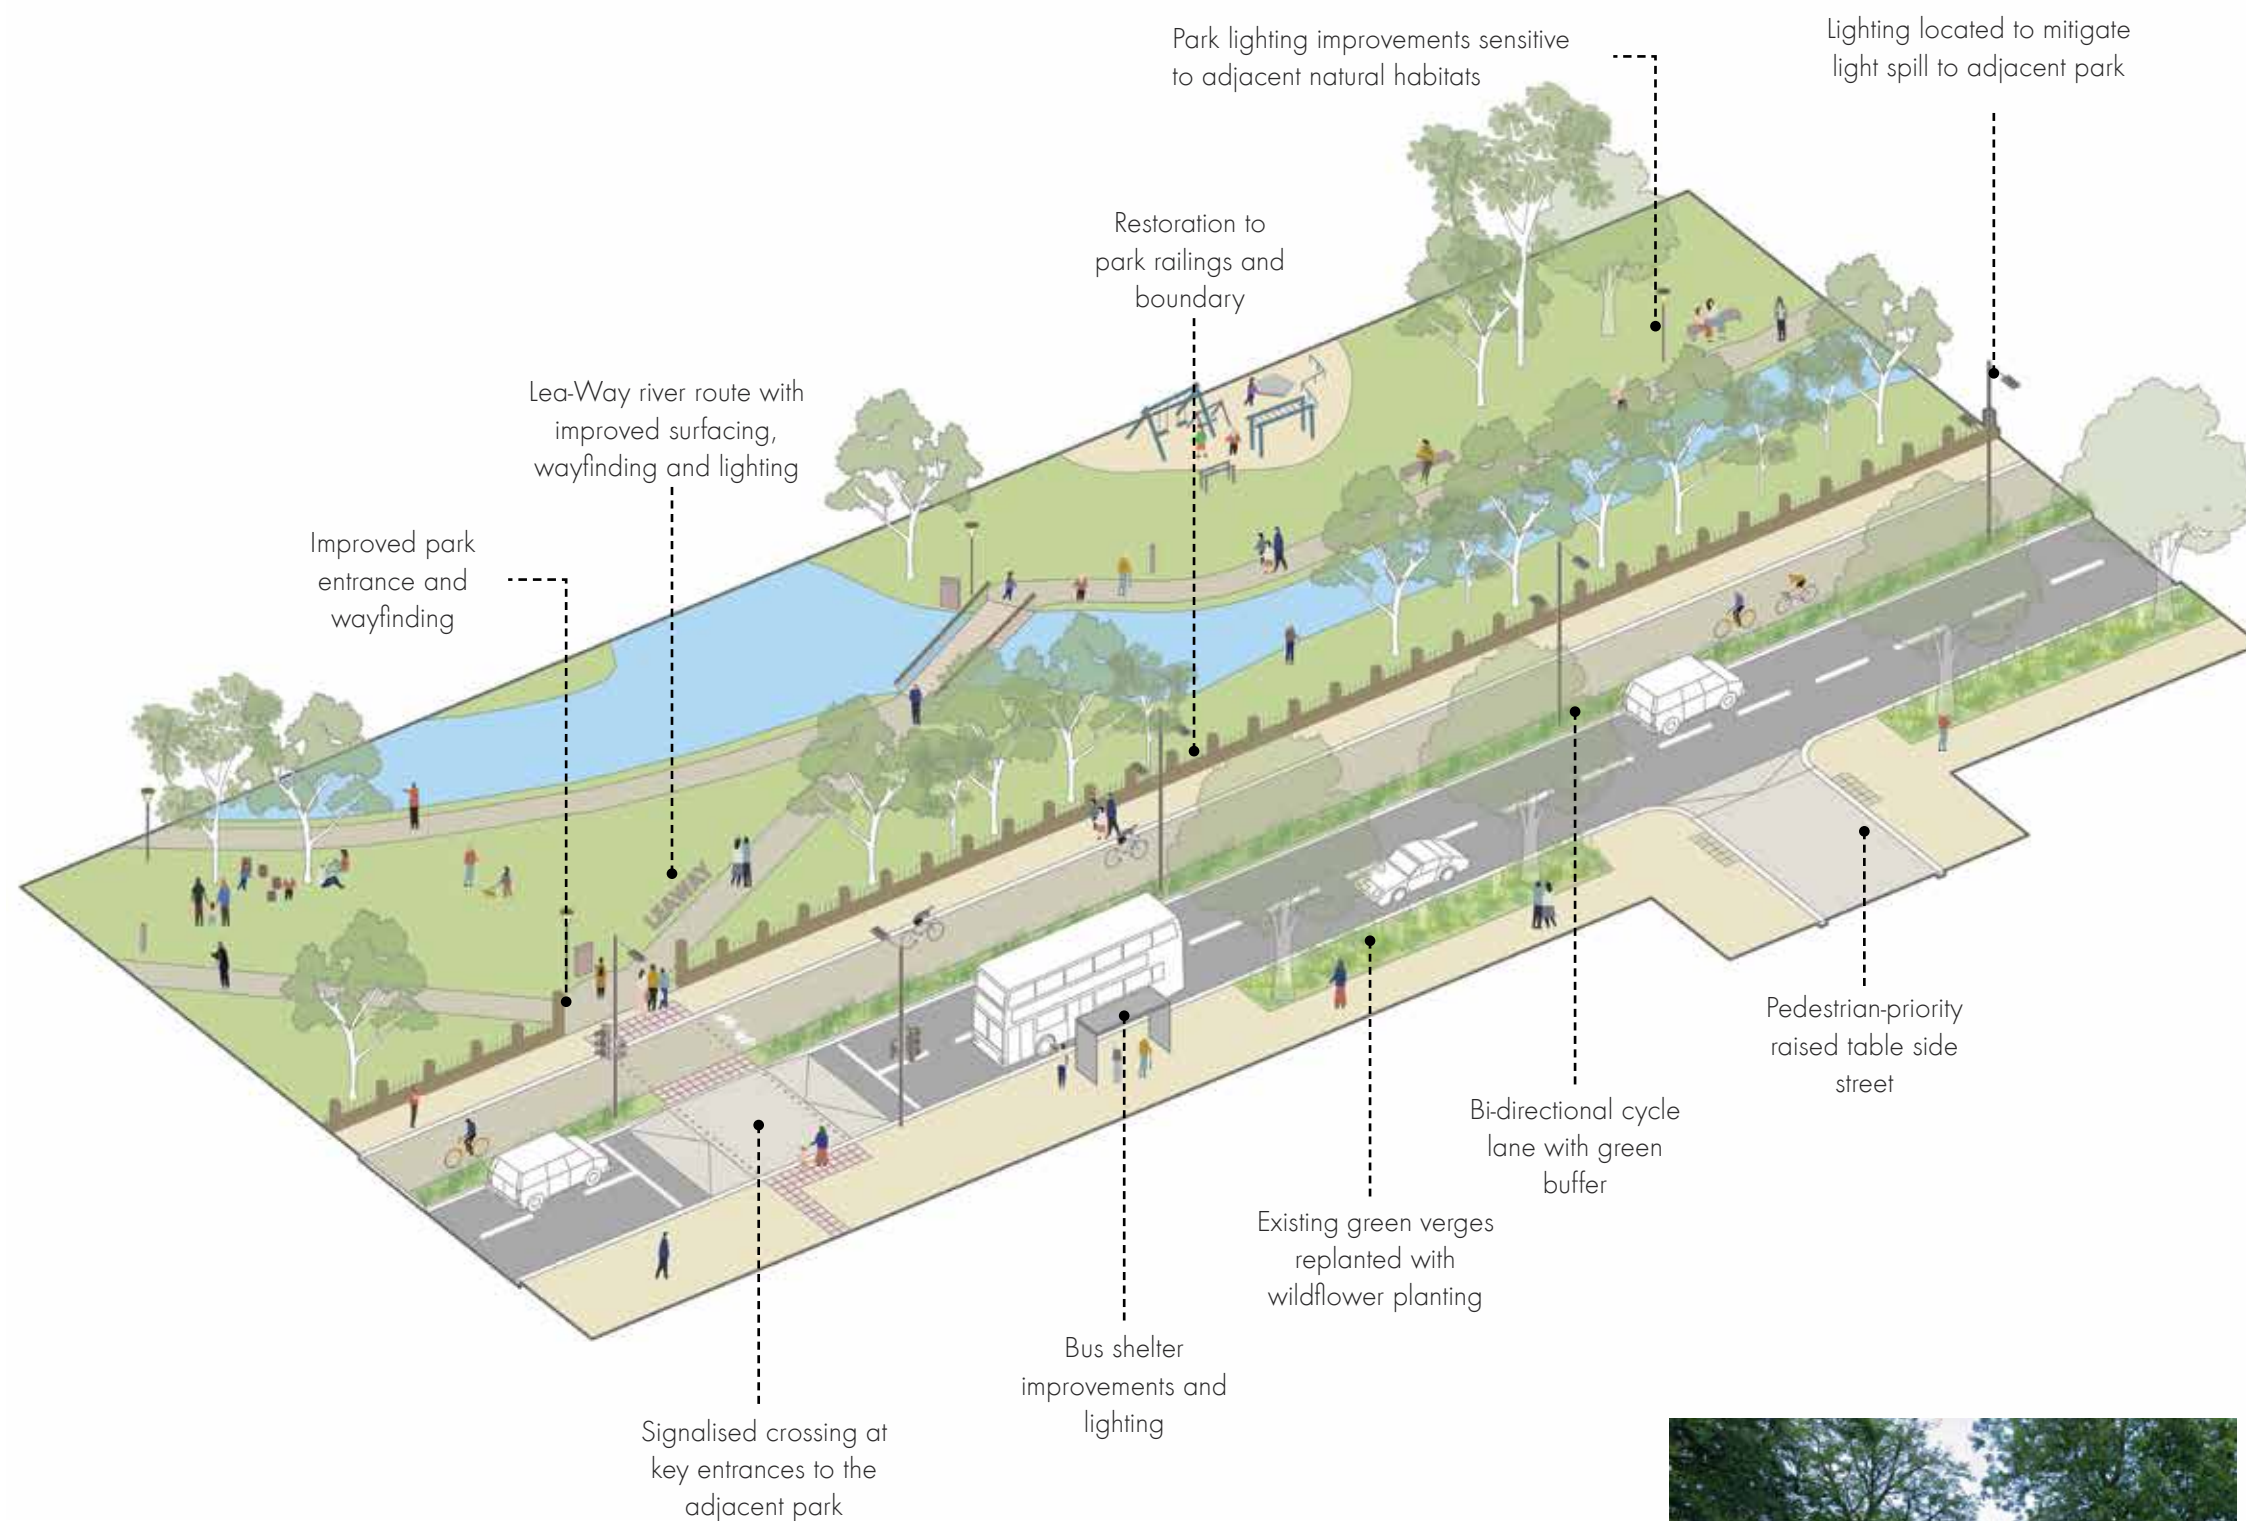 Park lighting improvements sensitive
to adjacent natural habitats
Lighting located to mitigate
light spill to adjacent park
Restoration to
park railings and
boundary
Lea-Way river route with
improved surfacing,
wayfinding and lighting
Improved park
entrance and
wayfinding
LEAWAY
Pedestrian-priority
raised table side
street
Bi-directional cycle
lane with green
buffer
Existing green verges
replanted with
wildflower planting
Bus shelter
improvements and
lighting
Signalised crossing at
key entrances to the
adjacent park